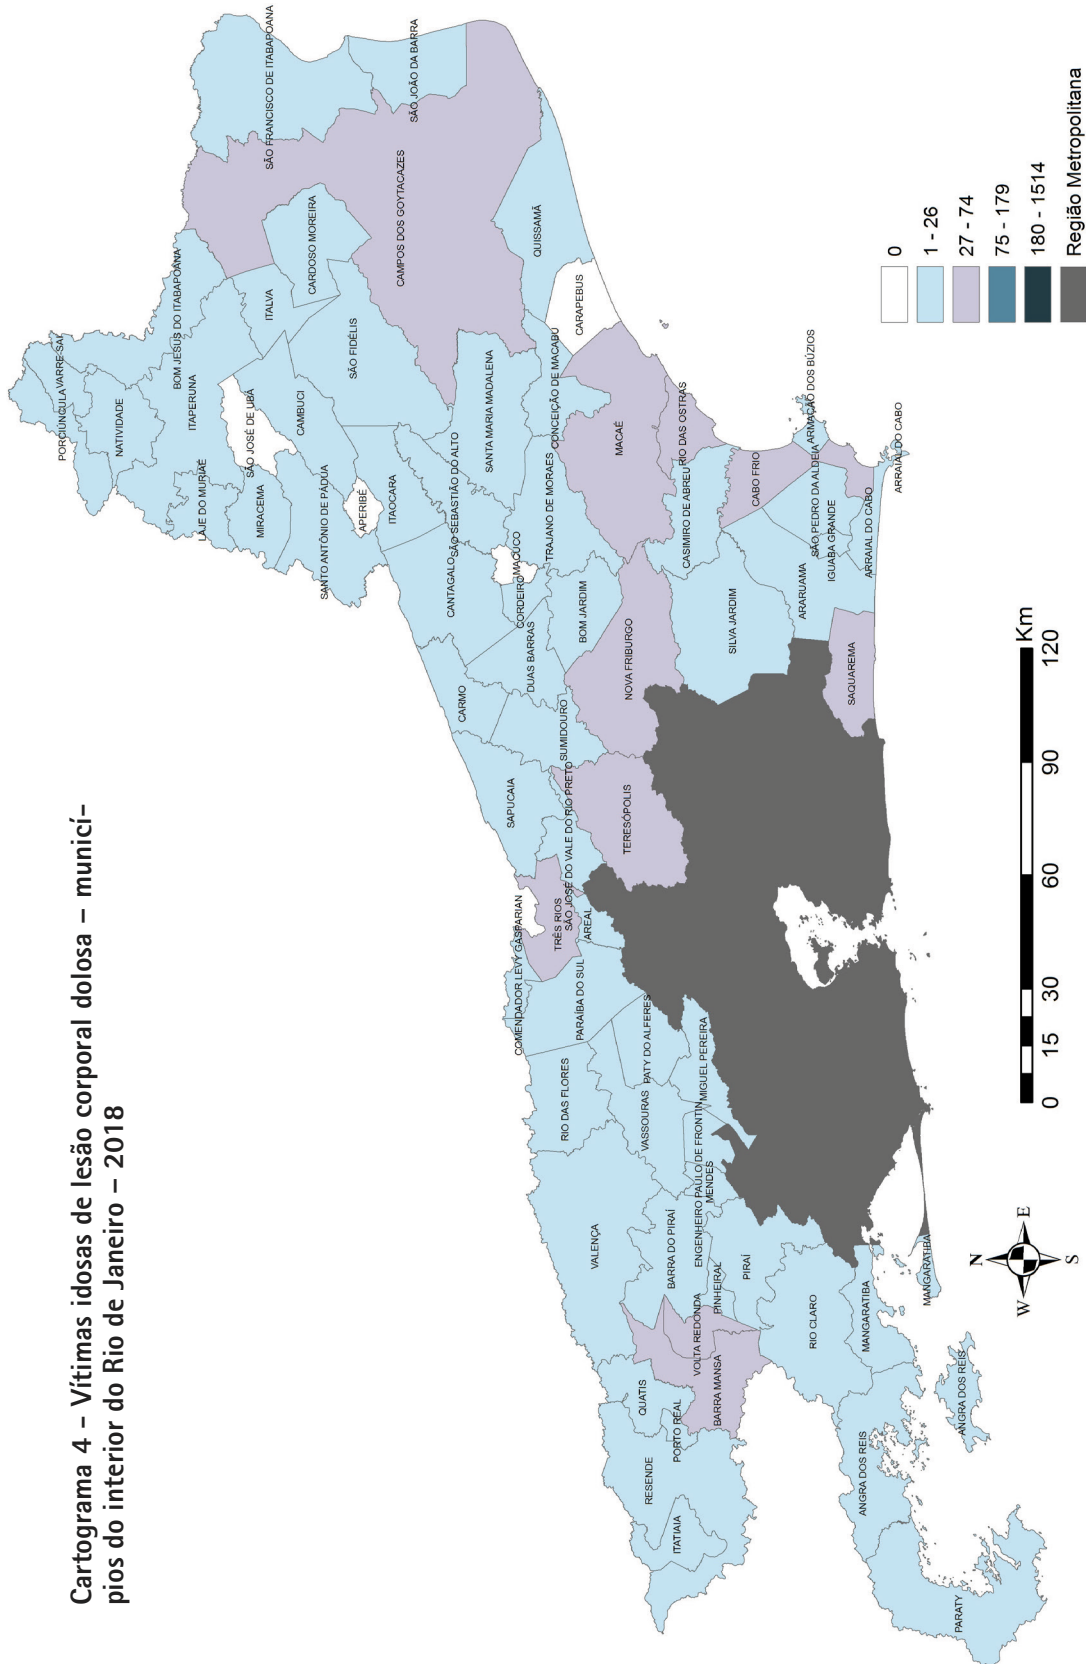 Cartograma 4 – Vítimas idosas de lesão corporal dolosa – municí-
pios do interior do Rio de Janeiro – 2018
PORCIÚNCULA
VARRE-SAI
NATIVIDADE
BOM JESUS DO ITABAPOANA
ITAPERUNA
LAJE DO MURIAÉ
SÃO JOSÉ DE UBÁ
MIRACEMA
ITALVA
CAMBUCI
CARDOSO MOREIRA
SÃO FRANCISCO DE ITABAPOANA
SANTO ANTÔNIO DE PÁDUA
APERIBÉ
SÃO FIDÉLIS
ITAOCARA
CAMPOS DOS GOYTACAZES
SÃO JOÃO DA BARRA
CANTAGALO
SÃO SEBASTIÃO DO ALTO
SANTA MARIA MADALENA
CARMO
CORDEIRO
MACUCO
TRAJANO DE MORAES
CONCEIÇÃO DE MACABU
QUISSAMÃ
CARAPEBUS
SAPUCAIA
DUAS BARRAS
BOM JARDIM
SUMIDOURO
COMENDADOR LEVY GASPARIAN
TRÊS RIOS
SÃO JOSÉ DO VALE DO RIO PRETO
AREAL
PARAÍBA DO SUL
TERESÓPOLIS
NOVA FRIBURGO
MACAÉ
RIO DAS OSTRAS
CASIMIRO DE ABREU
RIO DAS FLORES
VALENÇA
VASSOURAS
PATY DO ALFERES
MIGUEL PEREIRA
ENGENHEIRO PAULO DE FRONTIN
MENDES
BARRA DO PIRAÍ
PINHEIRAL
PIRAÍ
VOLTA REDONDA
BARRA MANSA
QUATIS
PORTO REAL
RESENDE
ITATIAIA
SILVA JARDIM
CABO FRIO
ARMAÇÃO DOS BÚZIOS
SÃO PEDRO DA ALDEIA
ARARUAMA
IGUABA GRANDE
SAQUAREMA
ARRAIAL DO CABO
ARRAIAL DO CABO
RIO CLARO
MANGARATIBA
MANGARATIBA
ANGRA DOS REIS
ANGRA DOS REIS
PARATY
N
W
E
S
0 15 30 60 90 120
Km
0
1 - 26
27 - 74
75 - 179
180 - 1514
Região Metropolitana